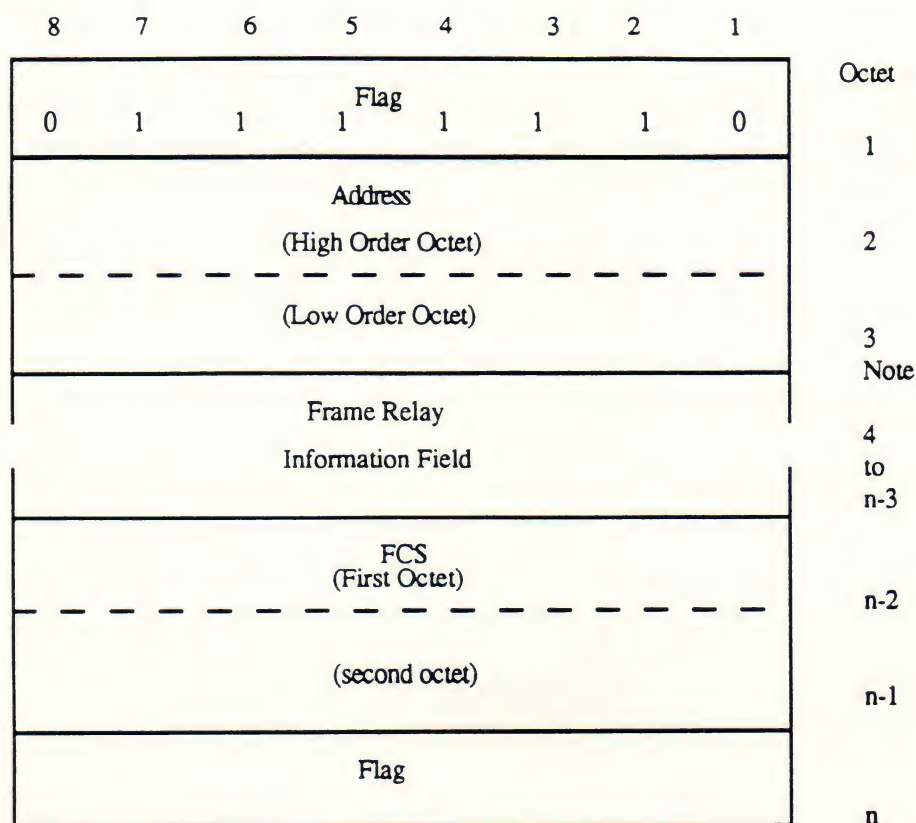 8 7 6 5 4 3 2 1
Octet
Flag
0 1 1 1 1 1 1 0
1
Address
(High Order Octet)
2
(Low Order Octet)
3
Note
Frame Relay
4
Information Field
to
n-3
FCS
(First Octet)
n-2
(second octet)
n-1
Flag
n